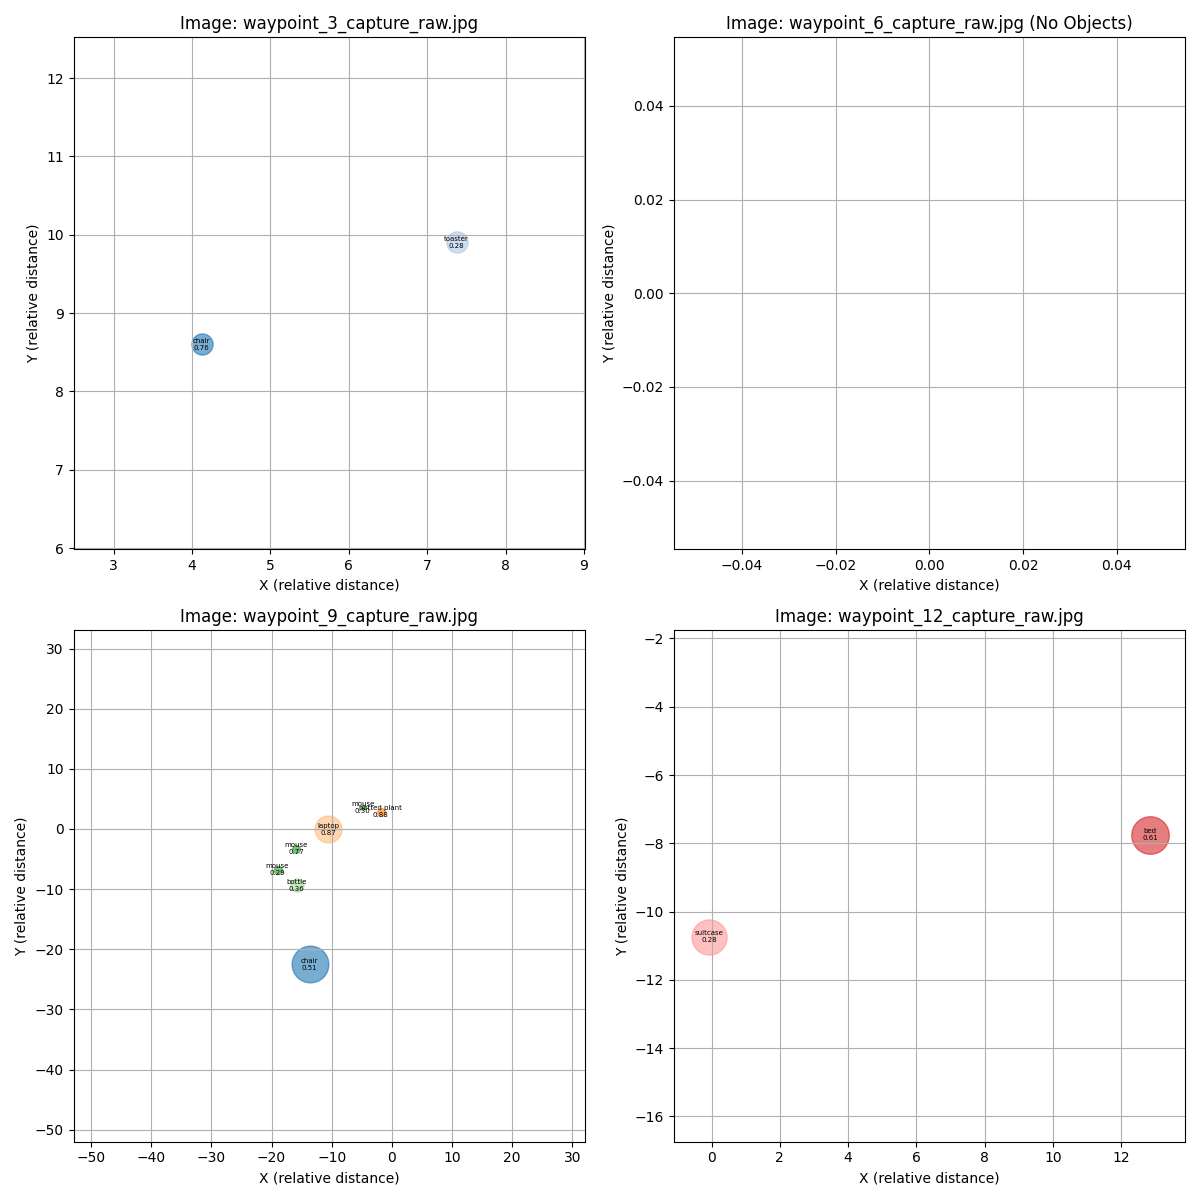 Image: waypoint_3_capture_raw.jpg
12
11
10
9
8
7
6
Y (relative distance)
toaster
0.28
chair
0.76
3
4
5
6
7
8
9
X (relative distance)
Image: waypoint_6_capture_raw.jpg (No Objects)
0.04
0.02
0.00
−0.02
−0.04
Y (relative distance)
−0.04
−0.02
0.00
0.02
0.04
X (relative distance)
Image: waypoint_9_capture_raw.jpg
30
20
10
0
−10
−20
−30
−40
−50
Y (relative distance)
mouse
potted plant
0.88
laptop
0.87
mouse
0.77
mouse
0.29
bottle
0.36
chair
0.51
−50
−40
−30
−20
−10
0
10
20
30
X (relative distance)
Image: waypoint_12_capture_raw.jpg
−2
−4
−6
−8
−10
−12
−14
−16
Y (relative distance)
bed
0.61
suitcase
0.28
0
2
4
6
8
10
12
X (relative distance)